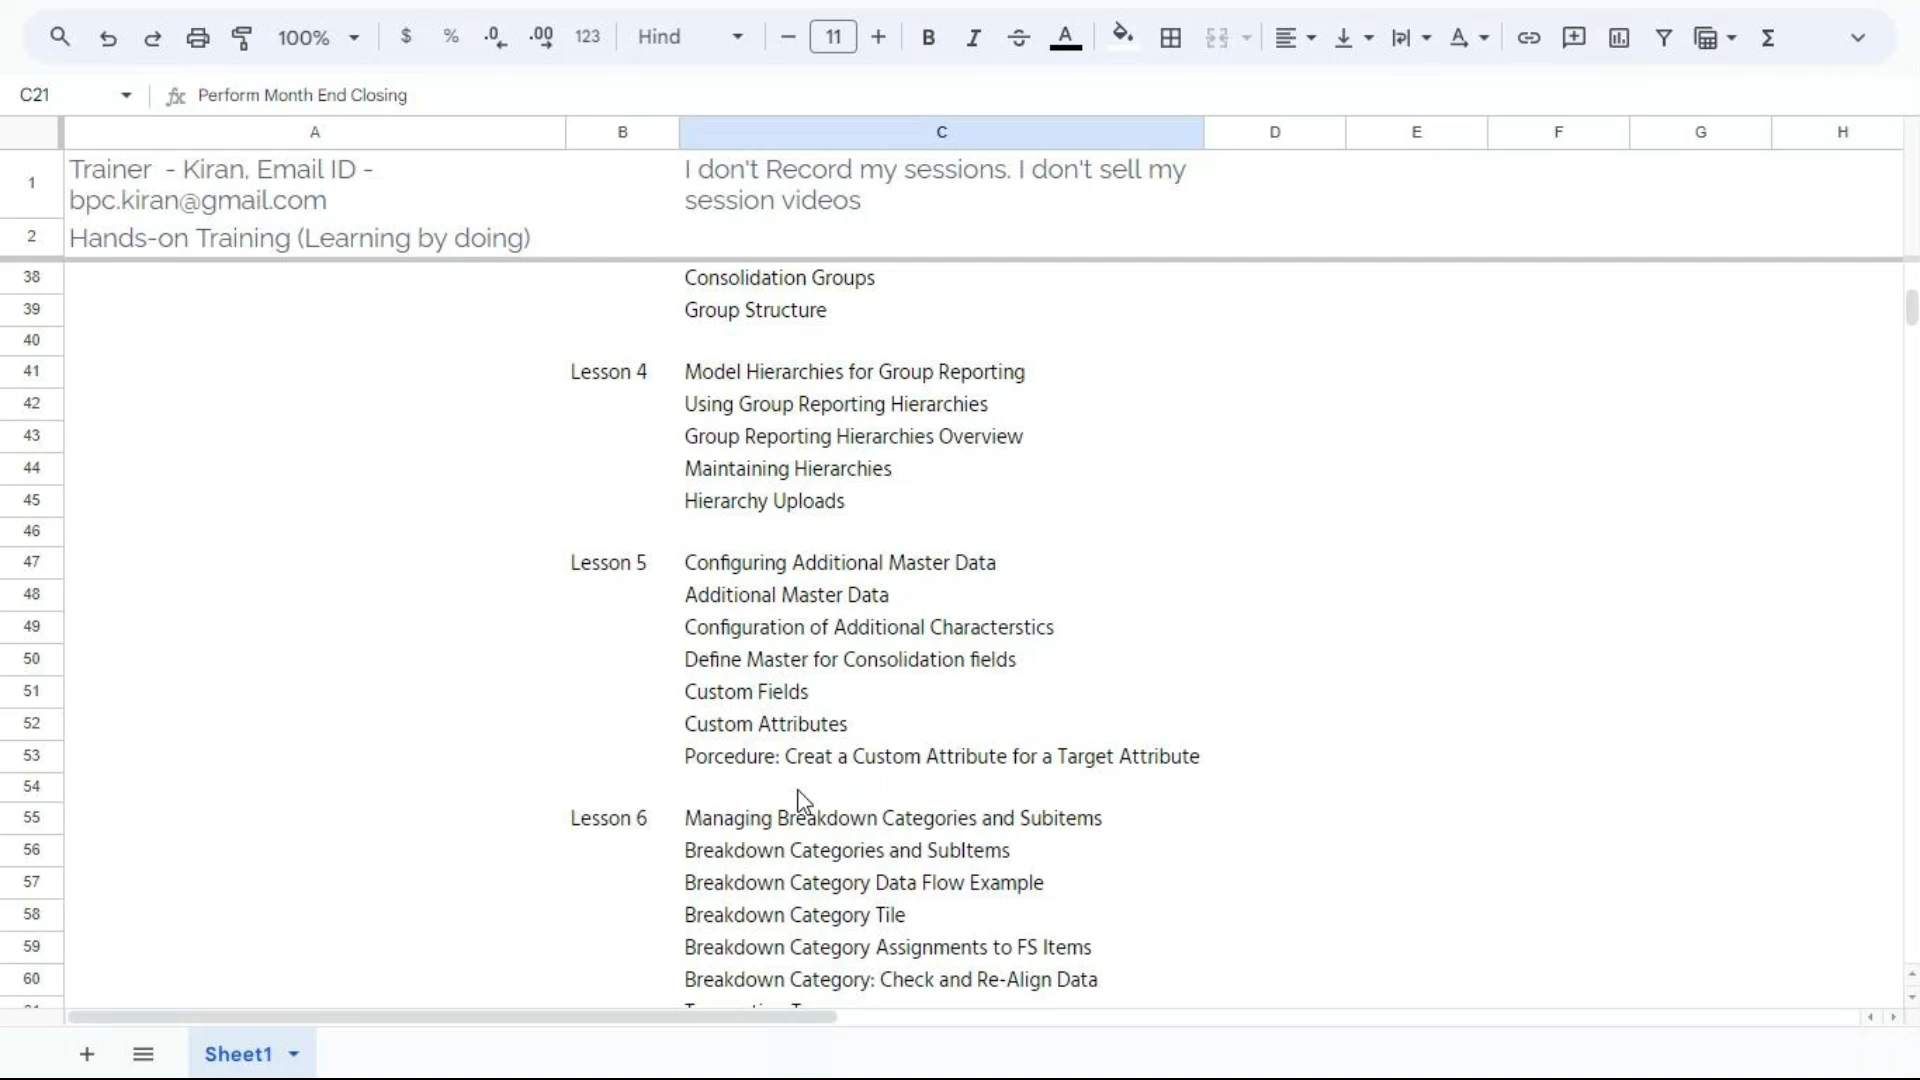 100% $ % .0 .00 123 Hind 11 B I A Σ
C21 fx Perform Month End Closing
A B C D E F G H
1 Trainer - Kiran, Email ID - I don't Record my sessions. I don't sell my
bpc.kiran@gmail.com session videos
2 Hands-on Training (Learning by doing)
38 Consolidation Groups
39 Group Structure
40
41 Lesson 4 Model Hierarchies for Group Reporting
42 Using Group Reporting Hierarchies
43 Group Reporting Hierarchies Overview
44 Maintaining Hierarchies
45 Hierarchy Uploads
46
47 Lesson 5 Configuring Additional Master Data
48 Additional Master Data
49 Configuration of Additional Characterstics
50 Define Master for Consolidation fields
51 Custom Fields
52 Custom Attributes
53 Porcedure: Creat a Custom Attribute for a Target Attribute
54
55 Lesson 6 Managing Breakdown Categories and Subitems
56 Breakdown Categories and SubItems
57 Breakdown Category Data Flow Example
58 Breakdown Category Tile
59 Breakdown Category Assignments to FS Items
60 Breakdown Category: Check and Re-Align Data
Sheet1